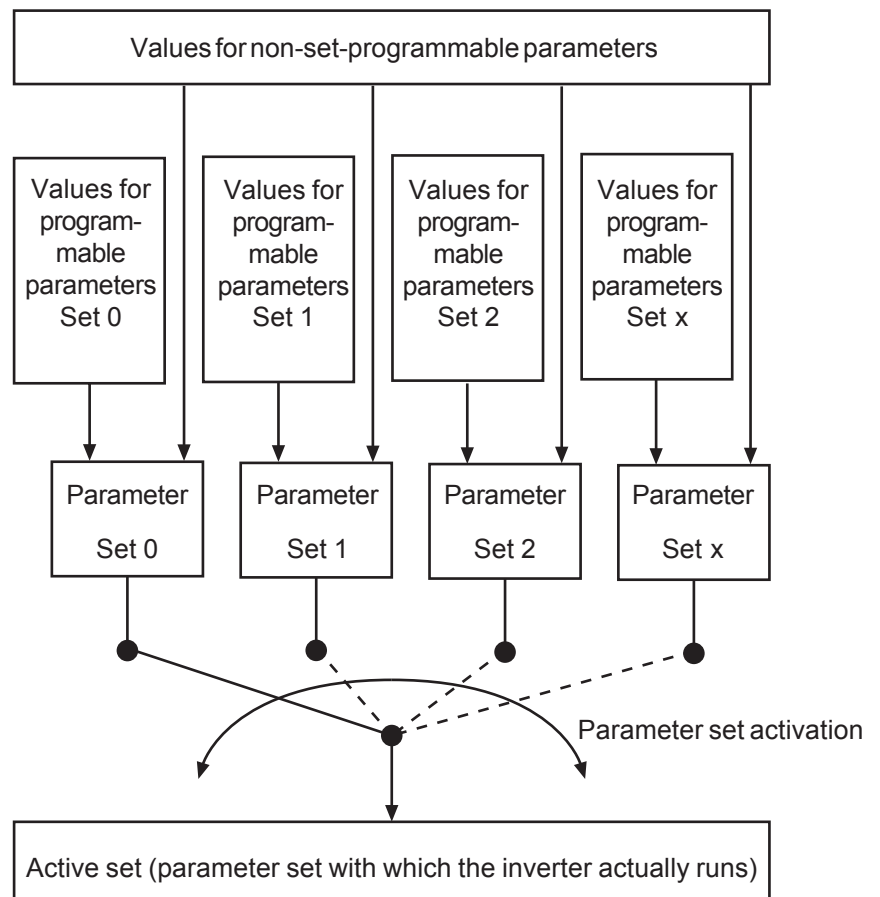 Values for non-set-programmable parameters
Values for
program-
mable
parameters
Set 0
Values for
program-
mable
parameters
Set 1
Values for
program-
mable
parameters
Set 2
Values for
program-
mable
parameters
Set x
Parameter
Set 0
Parameter
Set 1
Parameter
Set 2
Parameter
Set x
Parameter set activation
Active set (parameter set with which the inverter actually runs)